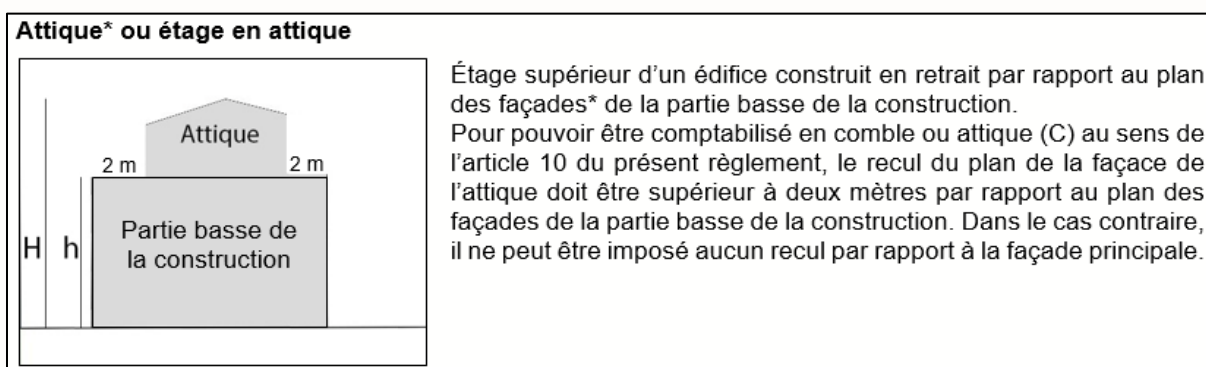 Attique* ou étage en attique
Attique
2 m
2 m
Partie basse de
la construction
H
h
Étage supérieur d'un édifice construit en retrait par rapport au plan
des façades* de la partie basse de la construction.
Pour pouvoir être comptabilisé en comble ou attique (C) au sens de
l'article 10 du présent règlement, le recul du plan de la façace de
l'attique doit être supérieur à deux mètres par rapport au plan des
façades de la partie basse de la construction. Dans le cas contraire,
il ne peut être imposé aucun recul par rapport à la façade principale.